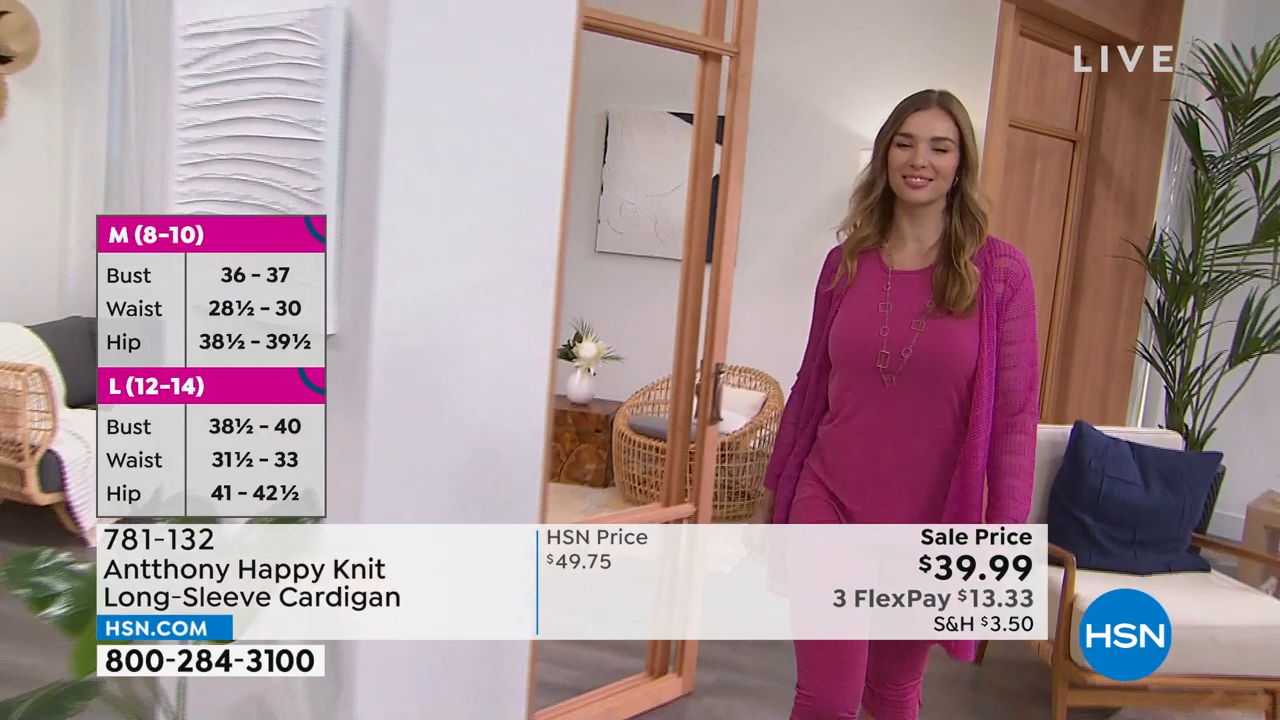 LIVE
M (8-10)
Bust 36 - 37
Waist 28½ - 30
Hip 38½ - 39½
L (12-14)
Bust 38½ - 40
Waist 31½ - 33
Hip 41 - 42½
781-132
Antthony Happy Knit
Long-Sleeve Cardigan
HSN.COM
800-284-3100
HSN Price
$49.75
Sale Price
$39.99
3 FlexPay $13.33
S&H $3.50
HSN